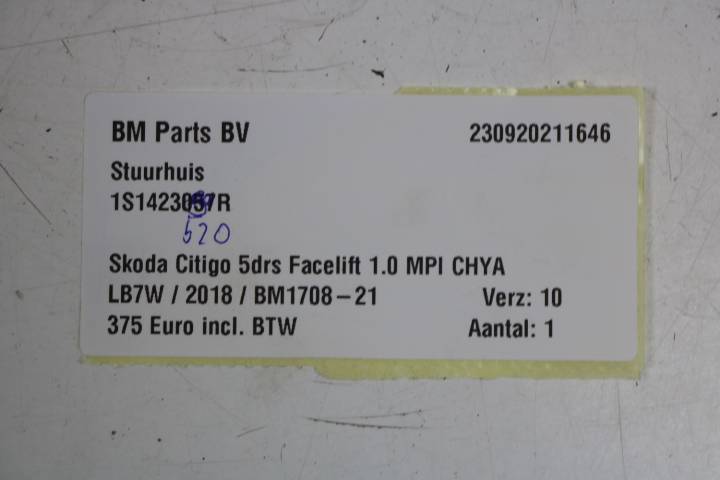 BM Parts BV 230920211646
Stuurhuis
1S1423057R
520
Skoda Citigo 5drs Facelift 1.0 MPI CHYA
LB7W / 2018 / BM1708-21 Verz: 10
375 Euro incl. BTW Aantal: 1